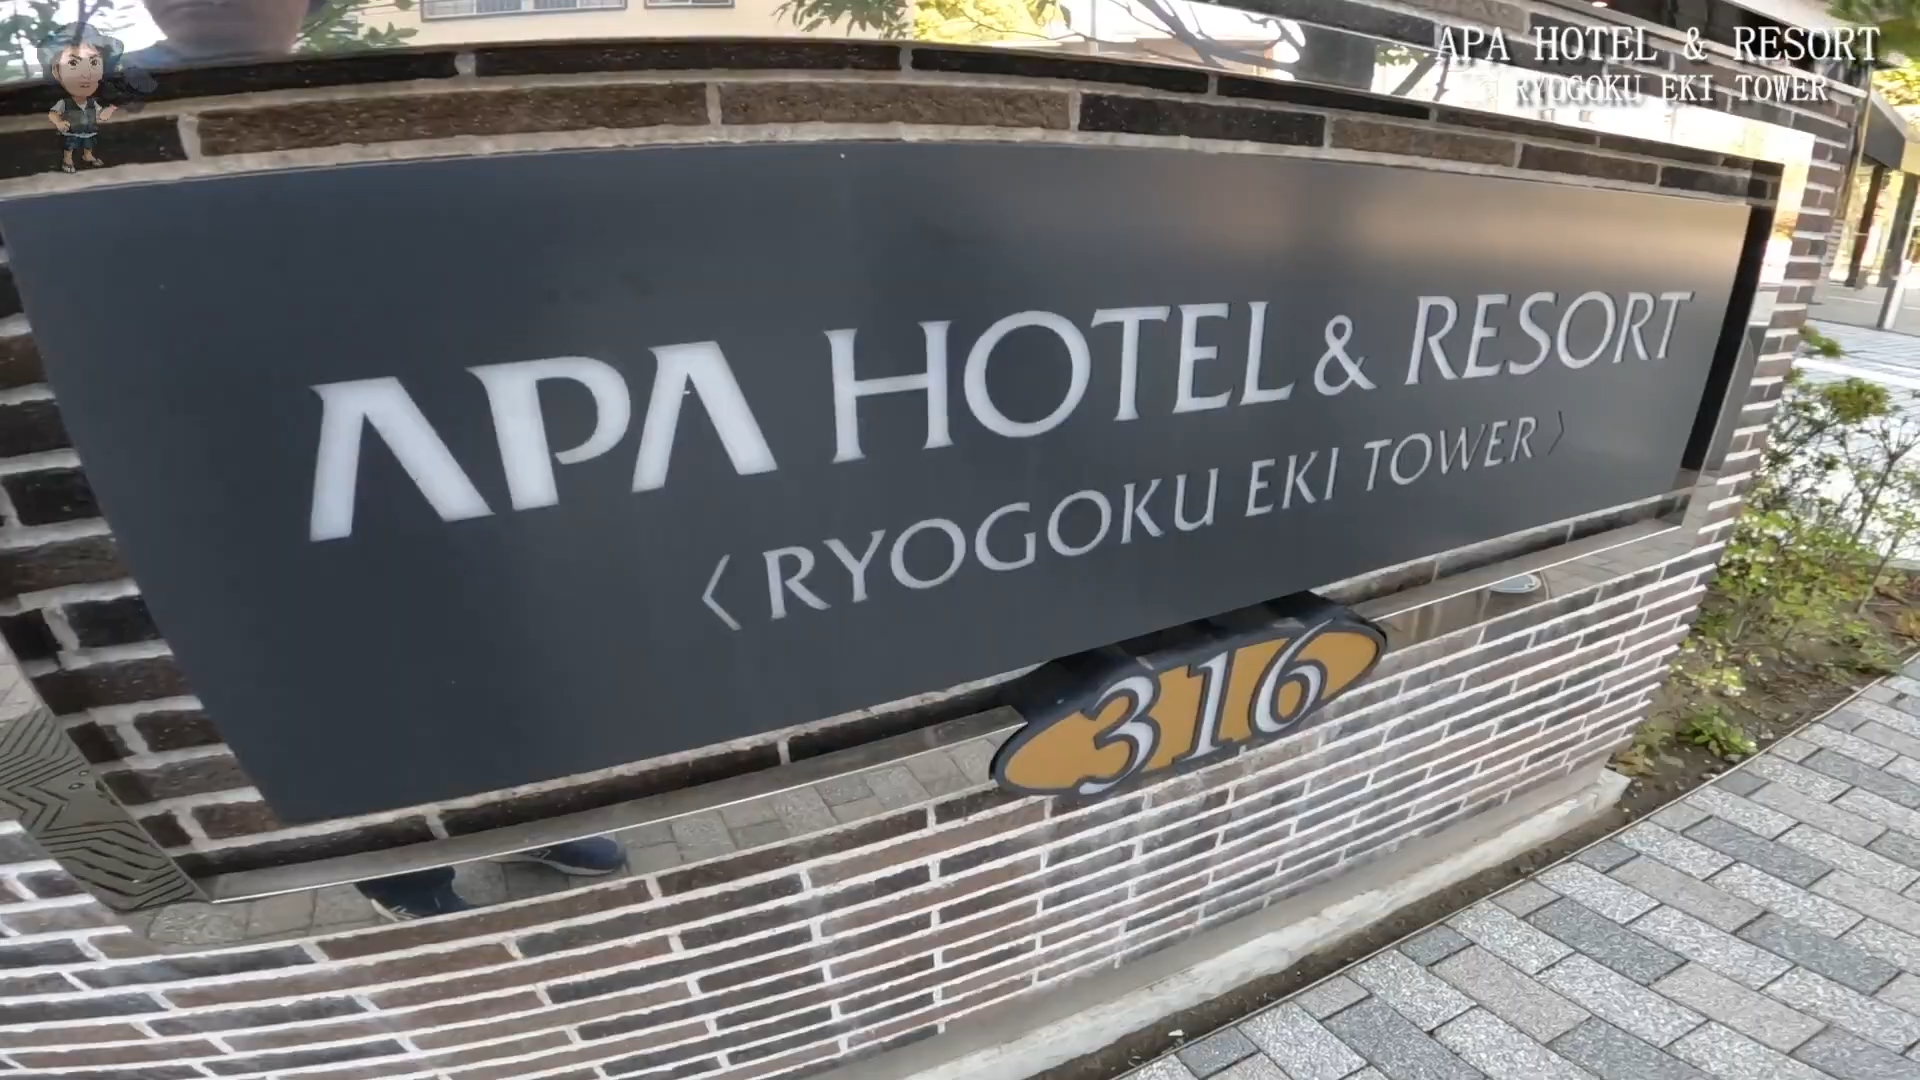 APA HOTEL & RESORT
RYOGOKU EKI TOWER
APA HOTEL & RESORT
〈RYOGOKU EKI TOWER〉
316